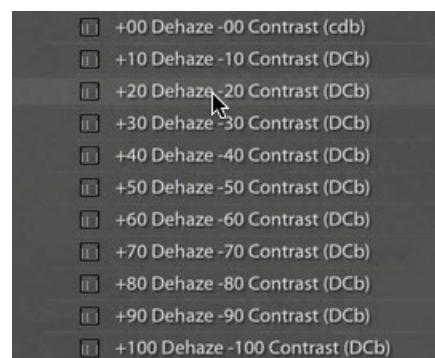 +00 Dehaze -00 Contrast (cdb)
+10 Dehaze -10 Contrast (DCb)
+20 Dehaze -20 Contrast (DCb)
+30 Dehaze -30 Contrast (DCb)
+40 Dehaze -40 Contrast (DCb)
+50 Dehaze -50 Contrast (DCb)
+60 Dehaze -60 Contrast (DCb)
+70 Dehaze -70 Contrast (DCb)
+80 Dehaze -80 Contrast (DCb)
+90 Dehaze -90 Contrast (DCb)
+100 Dehaze -100 Contrast (DCb)